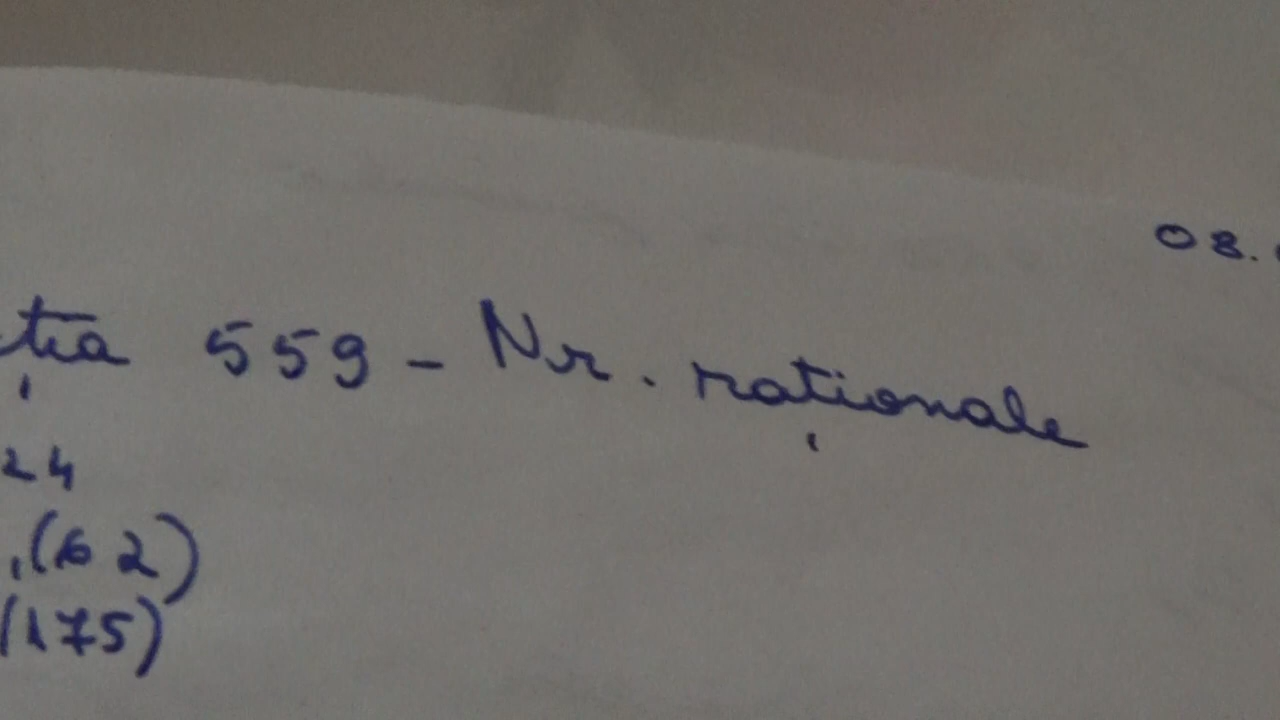 08.
ția 559 - Nr. raționale
24
,(62)
(175)